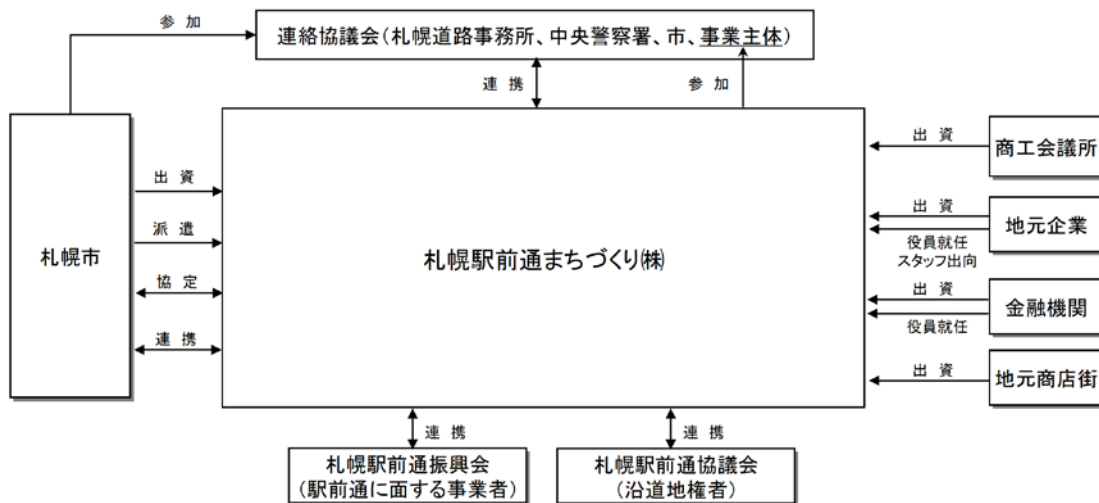 参 加
連絡協議会（札幌道路事務所、中央警察署、市、事業主体）
連 携
参 加
札幌市
出 資
派 遣
協 定
連 携
札幌駅前通まちづくり㈱
出 資
商工会議所
出 資
役員就任
スタッフ出向
地元企業
出 資
役員就任
金融機関
出 資
地元商店街
連 携
連 携
札幌駅前通振興会
（駅前通に面する事業者）
札幌駅前通協議会
（沿道地権者）